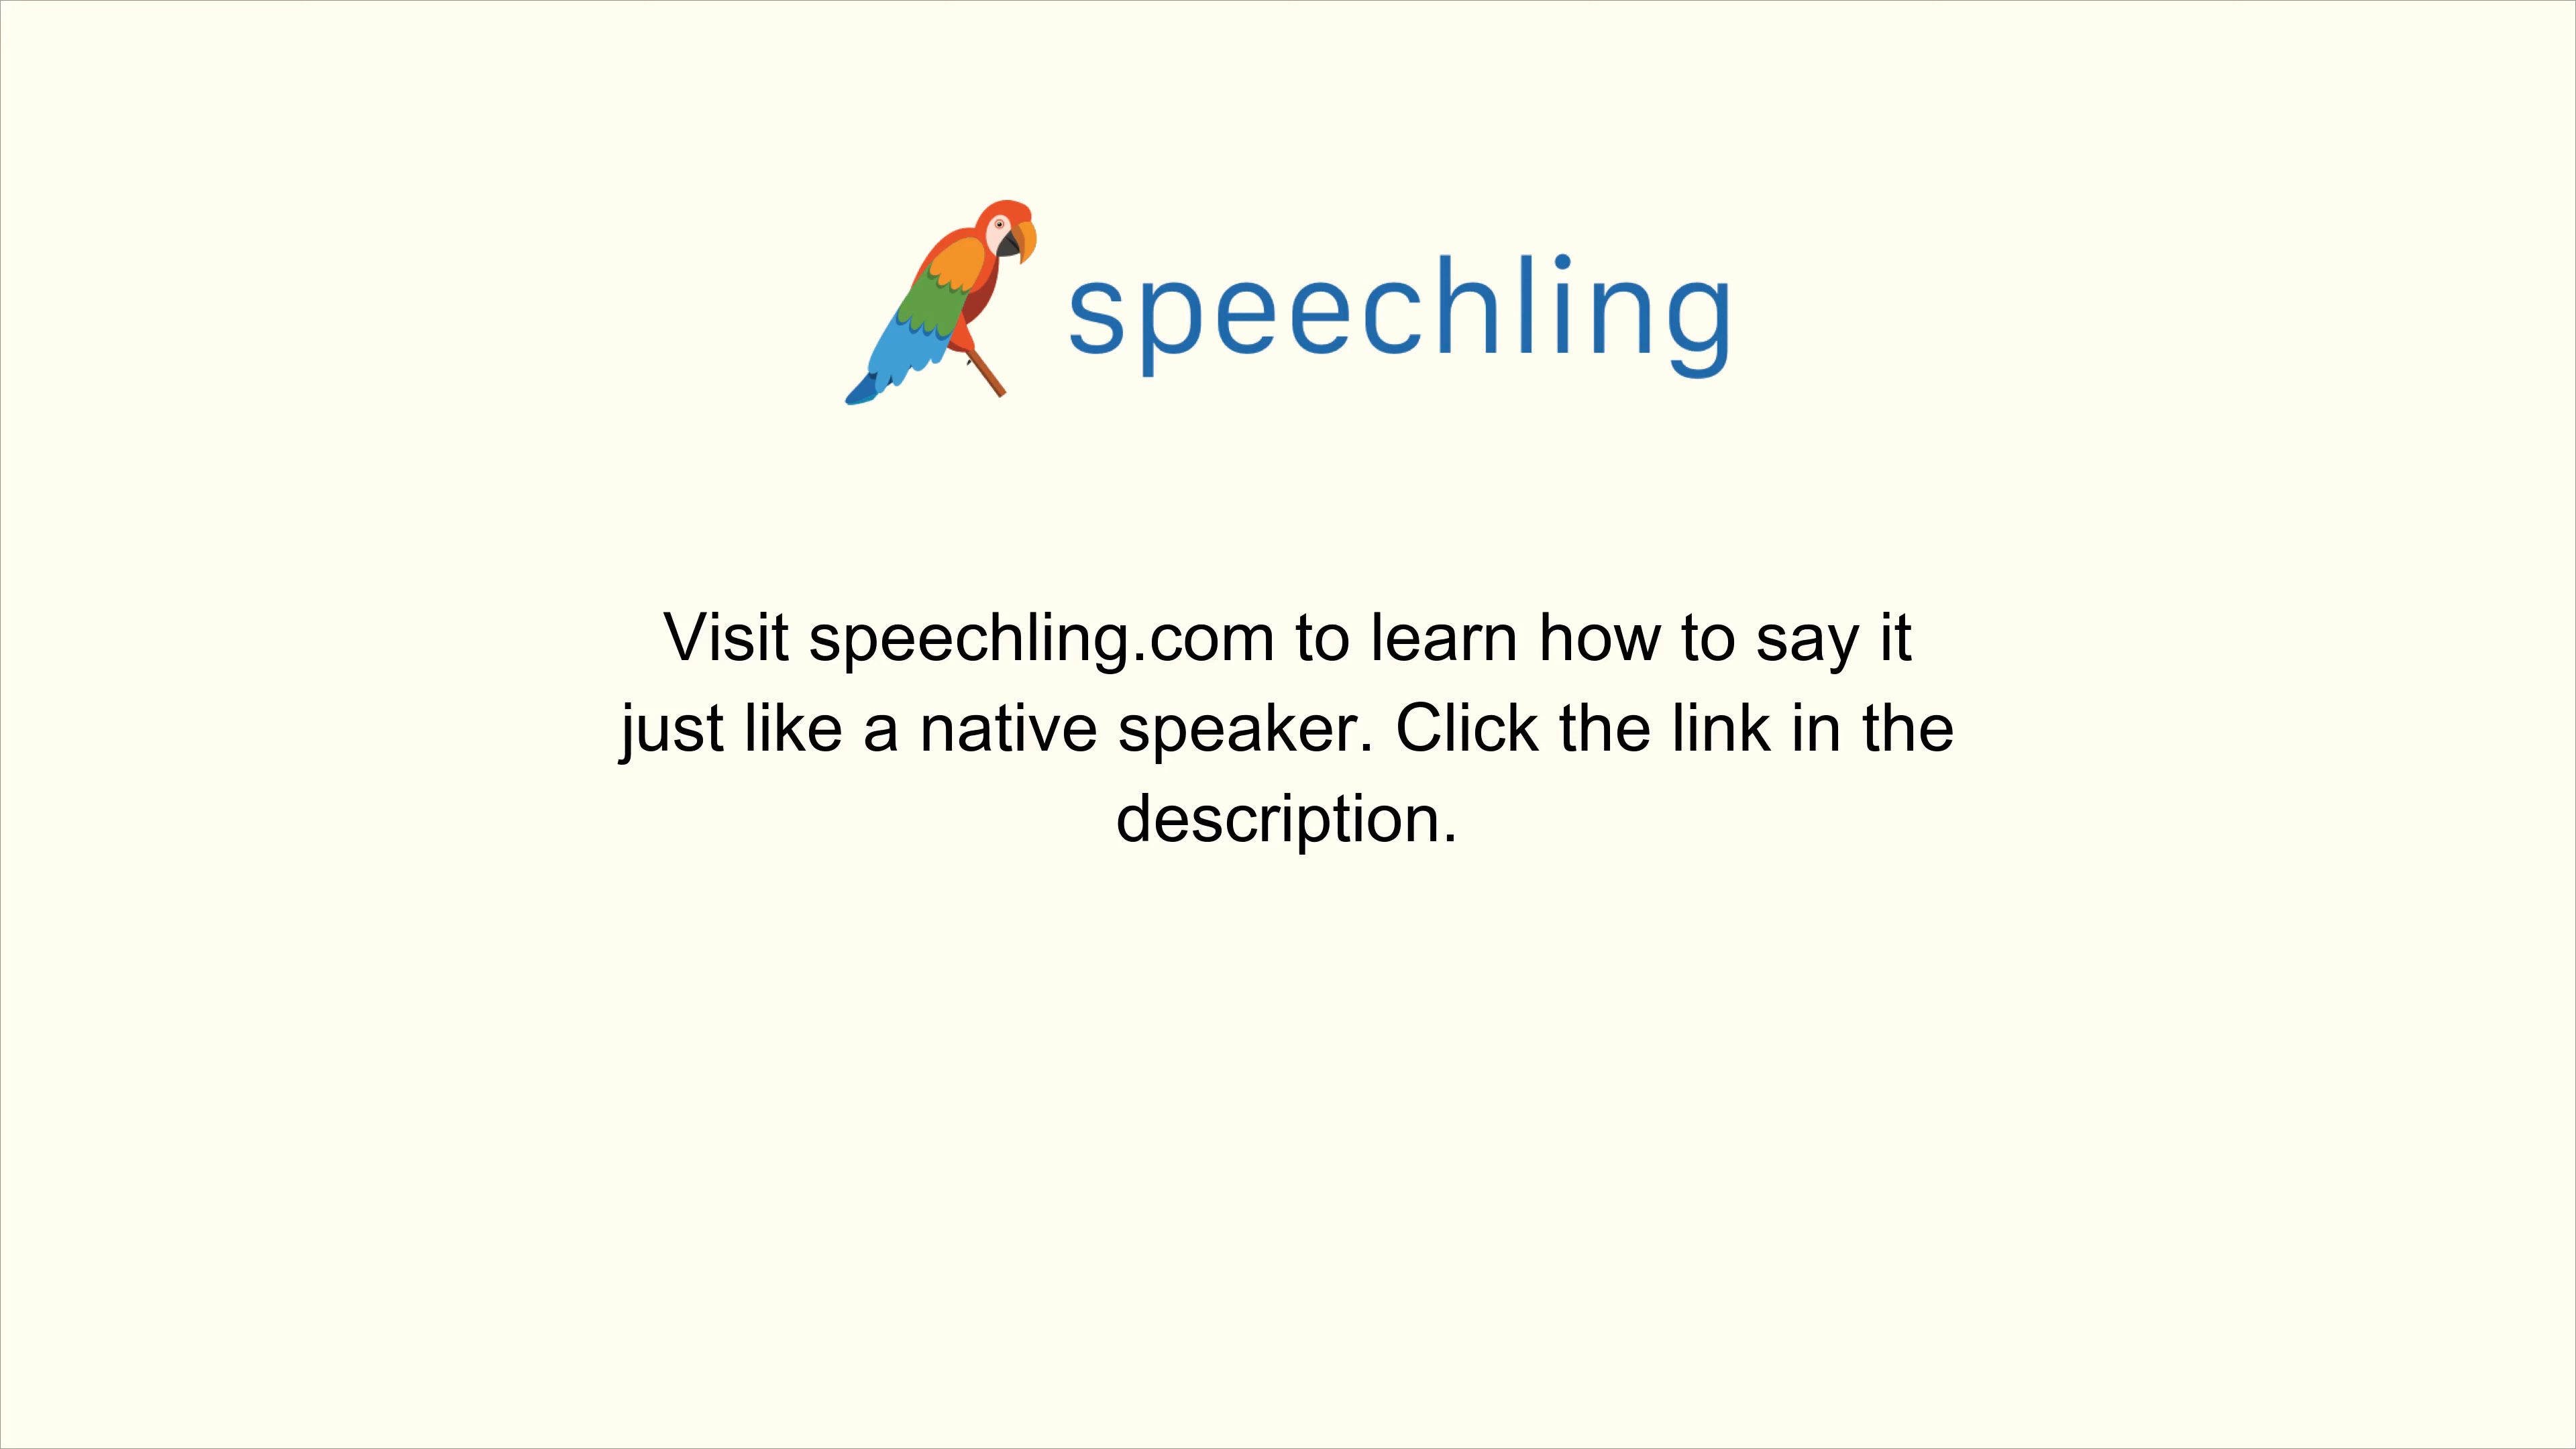 speechling
Visit speechling.com to learn how to say it
just like a native speaker. Click the link in the
description.